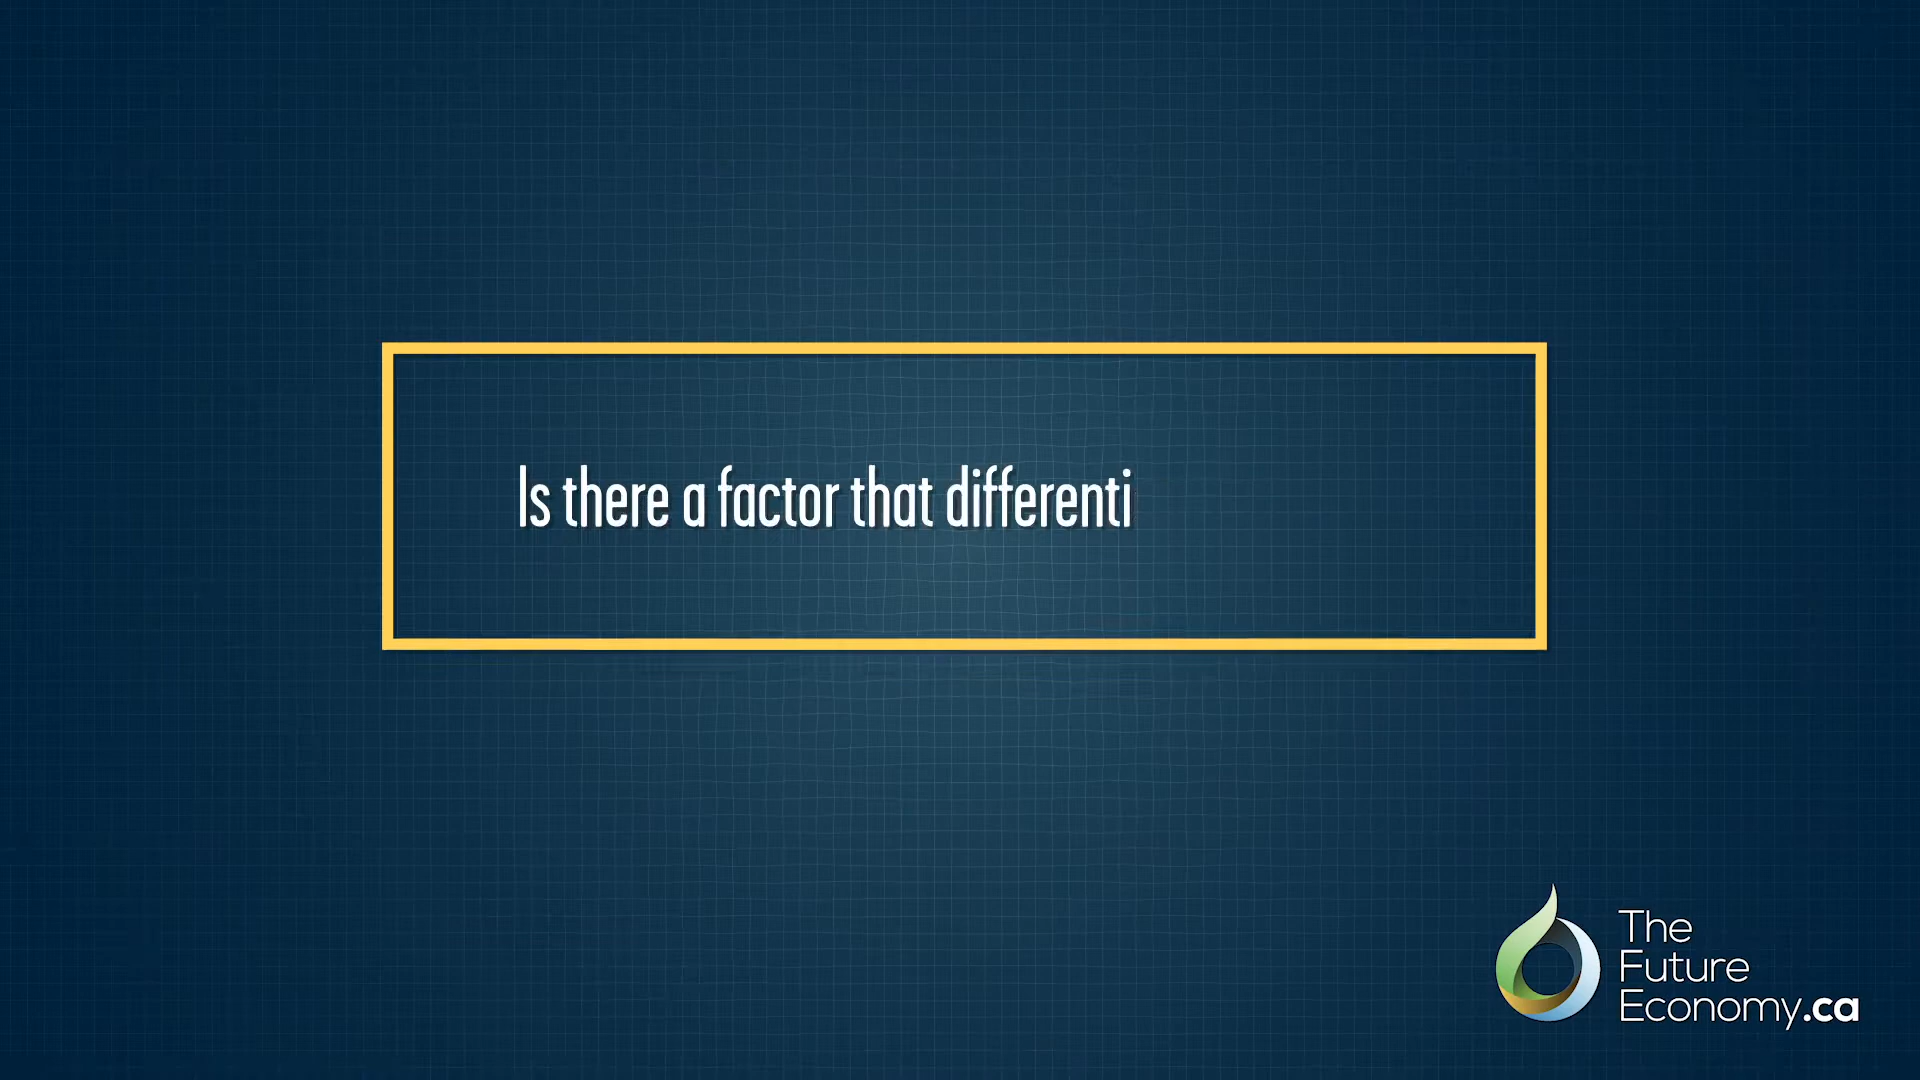 Is there a factor that differenti
The
Future
Economy.ca